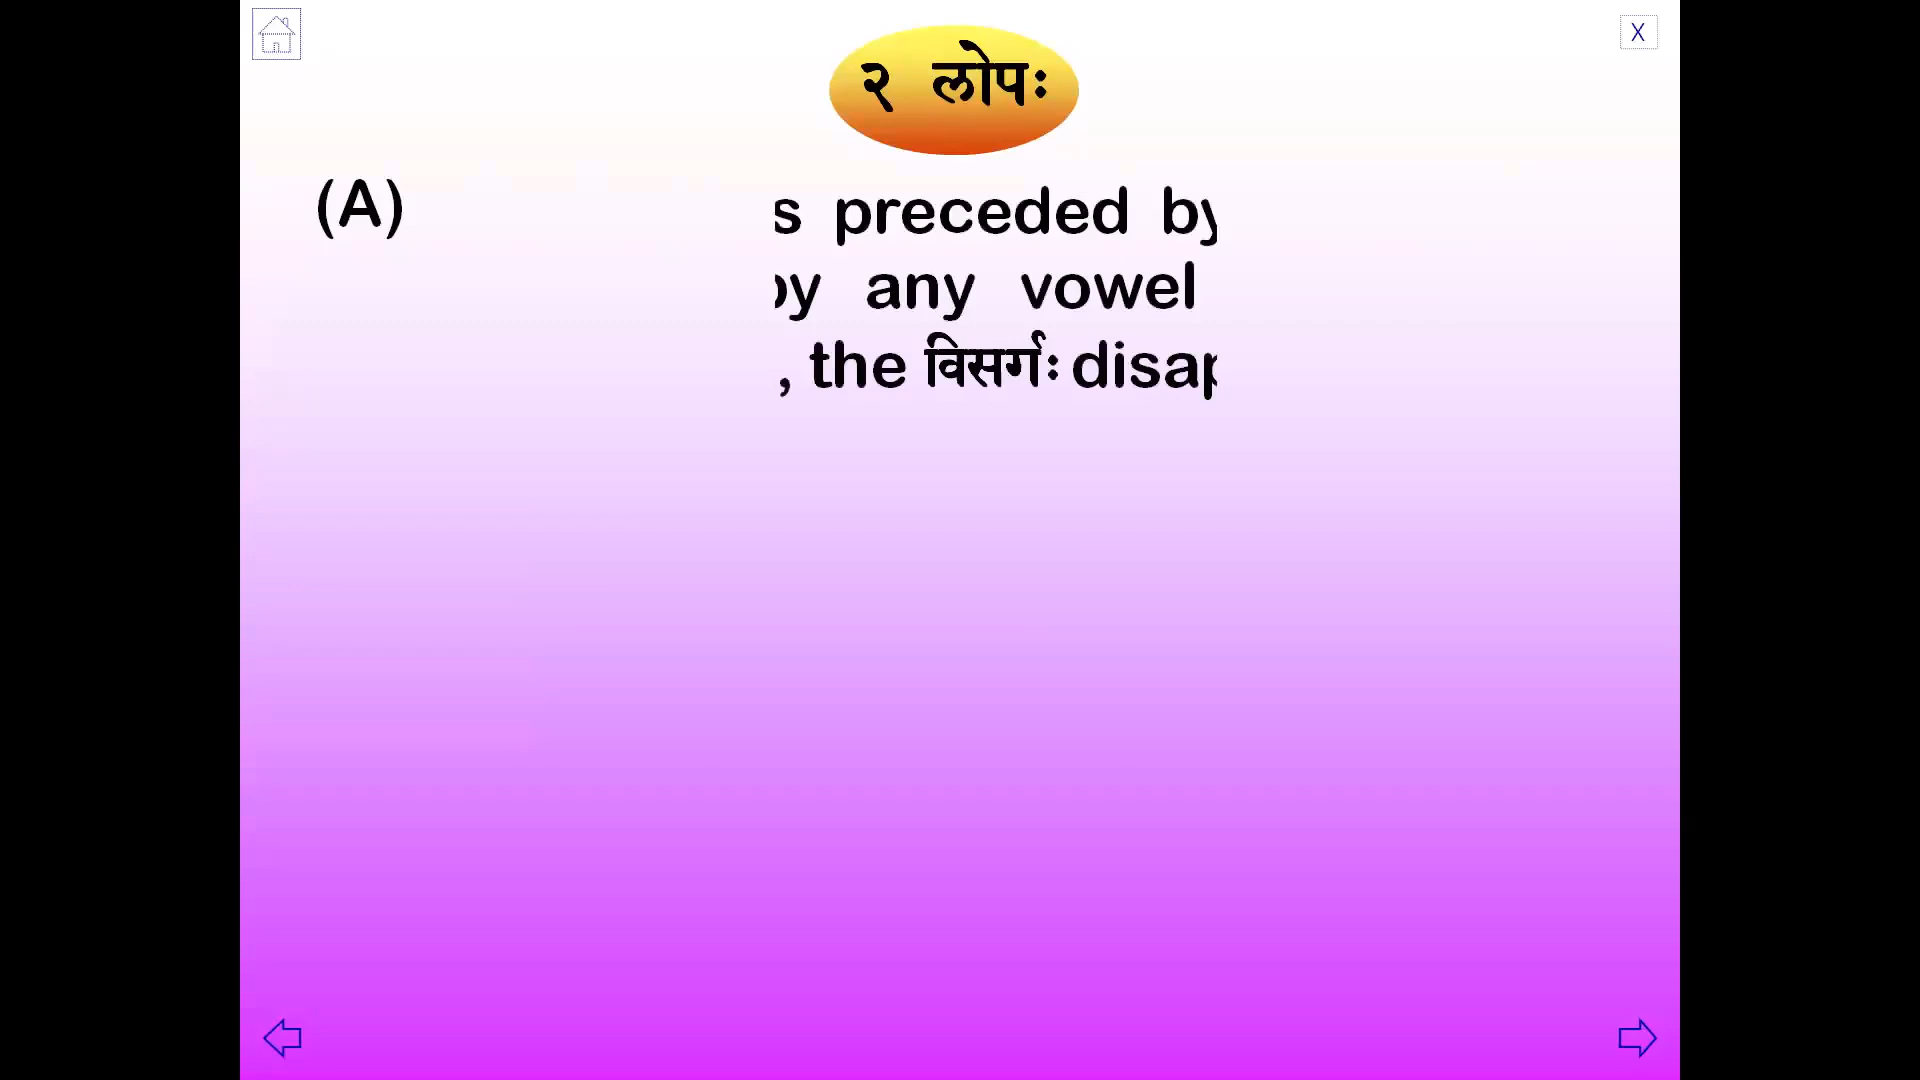 X
२ लोपः
(A) preceded by
any vowel
, the विसर्गः